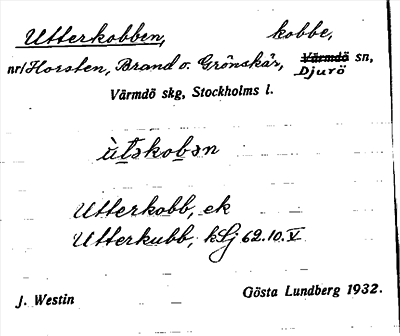 Utterkobben, kobbe,
nr/Horsten, Brand o. Grönskär, Värmdö sn,
Djurö
Värmdö skg, Stockholms l.
ùtskobən
Utterkobb, ek
Utterkubb, kSj 62.10.V
J. Westin Gösta Lundberg 1932.